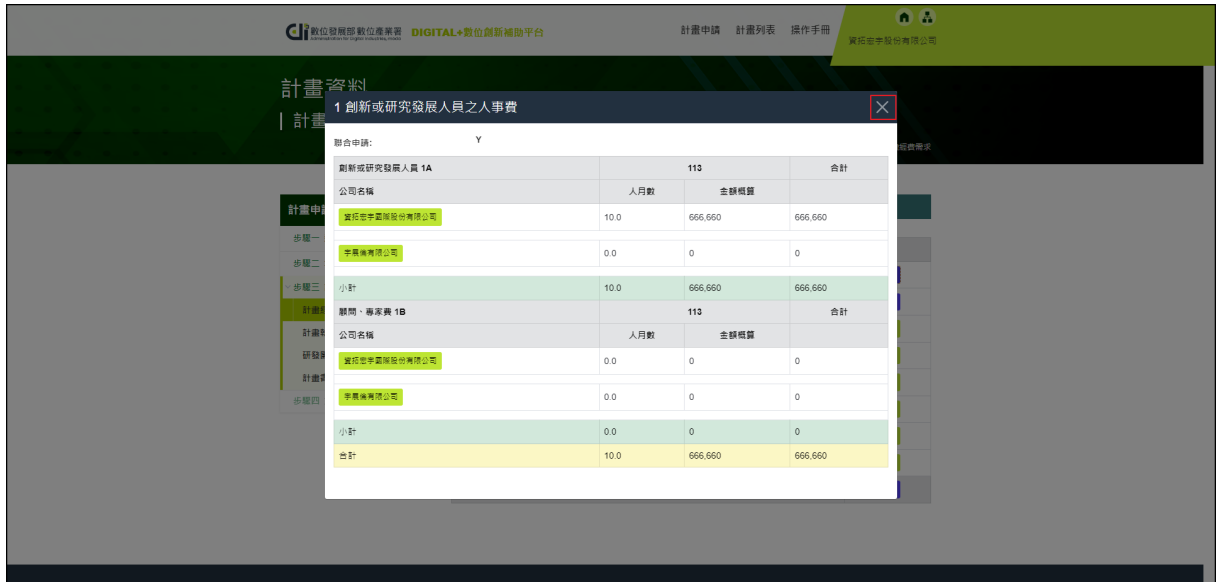 數位發展部數位產業署 DIGITAL+數位創新補助平台
計畫申請 計畫列表 操作手冊
資拓宏宇股份有限公司
計畫資料
計畫
1 創新或研究發展人員之人事費
聯合申請: Y
經費需求
創新或研究發展人員 1A 113 合計
公司名稱 人月數 金額概算
計畫申
資拓宏宇國際股份有限公司 10.0 666,660 666,660
步驟一
宇展倫有限公司 0.0 0 0
步驟二
步驟三
小計 10.0 666,660 666,660
顧問、專家費 1B 113 合計
公司名稱 人月數 金額概算
研發
資拓宏宇國際股份有限公司 0.0 0 0
計畫
宇展倫有限公司 0.0 0 0
步驟四
小計 0.0 0 0
合計 10.0 666,660 666,660